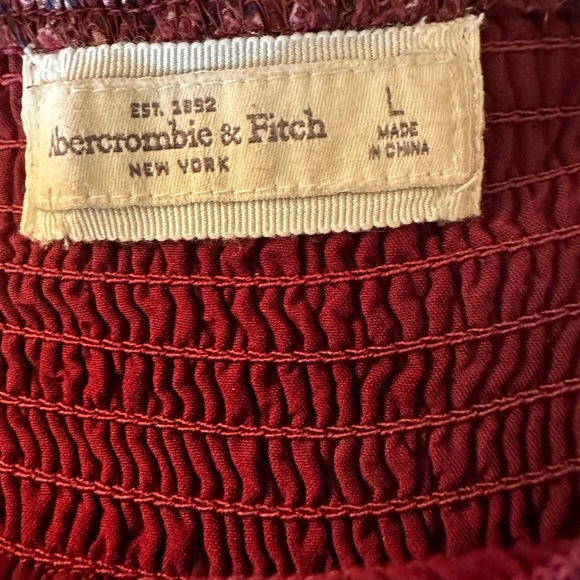 EST. 1892
Abercrombie & Fitch
NEW YORK
L
MADE
IN CHINA